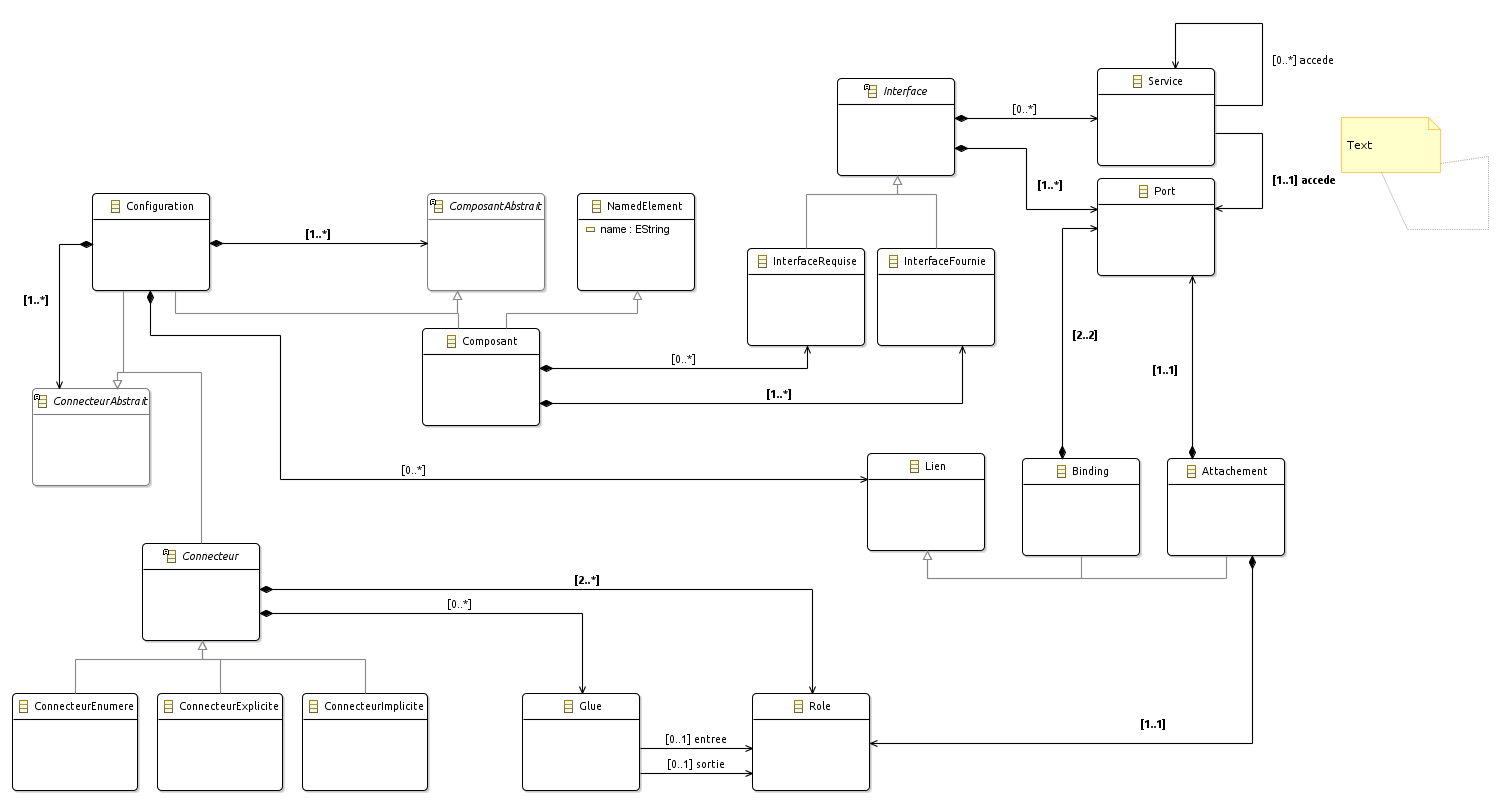 [0..*] accede
Service
Interface
[0..*]
Text
[1..*]
[1..1] accede
Port
Configuration
ComposantAbstrait
NamedElement
name : EString
[1..*]
InterfaceRequise
InterfaceFournie
[1..*]
[2..2]
Composant
[0..*]
[1..1]
[1..*]
ConnecteurAbstrait
[0..*]
Lien
Binding
Attachement
Connecteur
[2..*]
[0..*]
ConnecteurEnumere
ConnecteurExplicite
ConnecteurImplicite
Glue
Role
[1..1]
[0..1] entree
[0..1] sortie